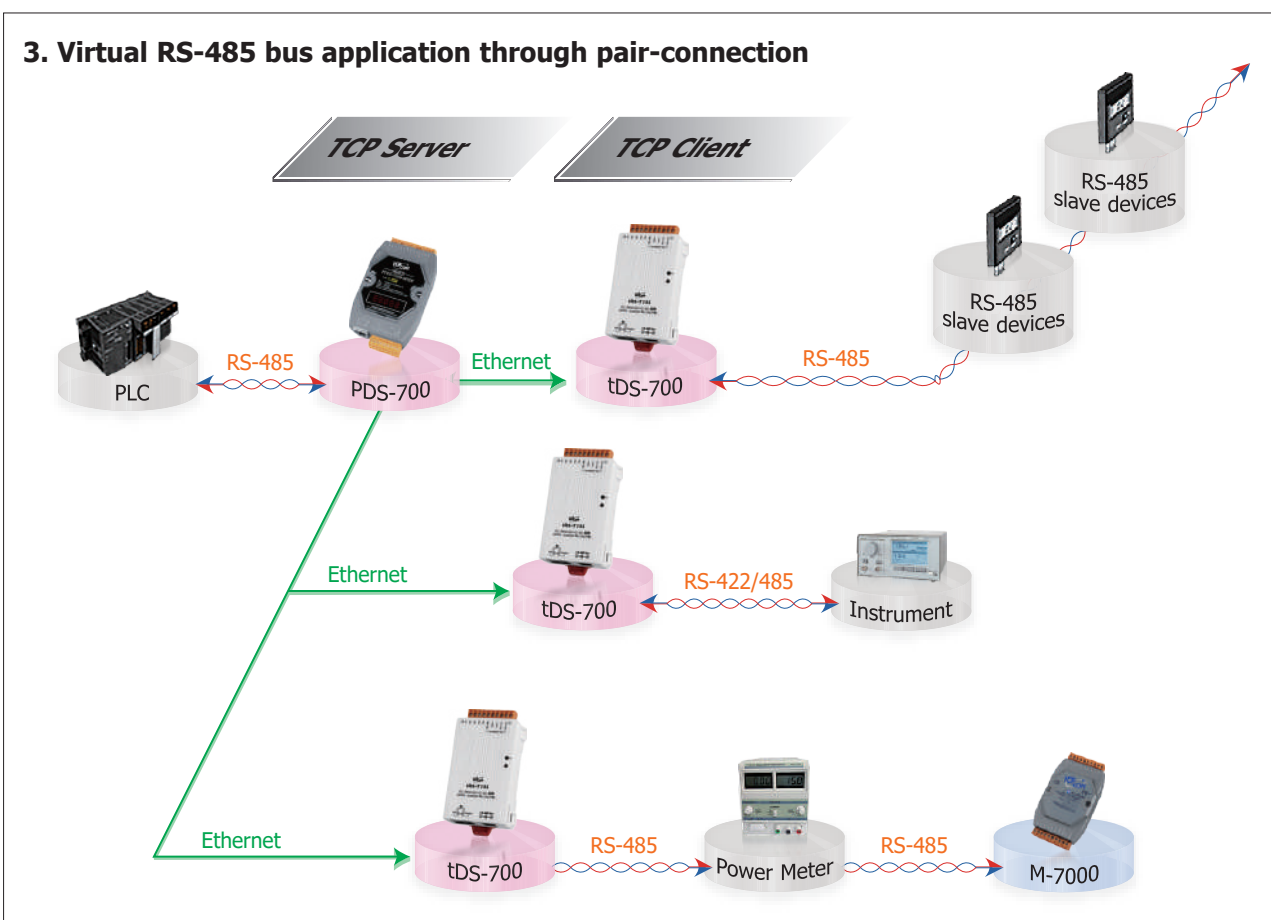 3. Virtual RS-485 bus application through pair-connection
TCP Server
TCP Client
RS-485
slave devices
RS-485
slave devices
PLC
RS-485
PDS-700
Ethernet
tDS-700
RS-485
Ethernet
tDS-700
RS-422/485
Instrument
Ethernet
tDS-700
RS-485
Power Meter
RS-485
M-7000